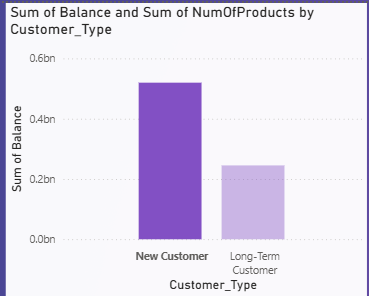 Sum of Balance and Sum of NumOfProducts by
Customer_Type
0.6bn
0.4bn
0.2bn
0.0bn
Sum of Balance
New Customer
Long-Term
Customer
Customer_Type